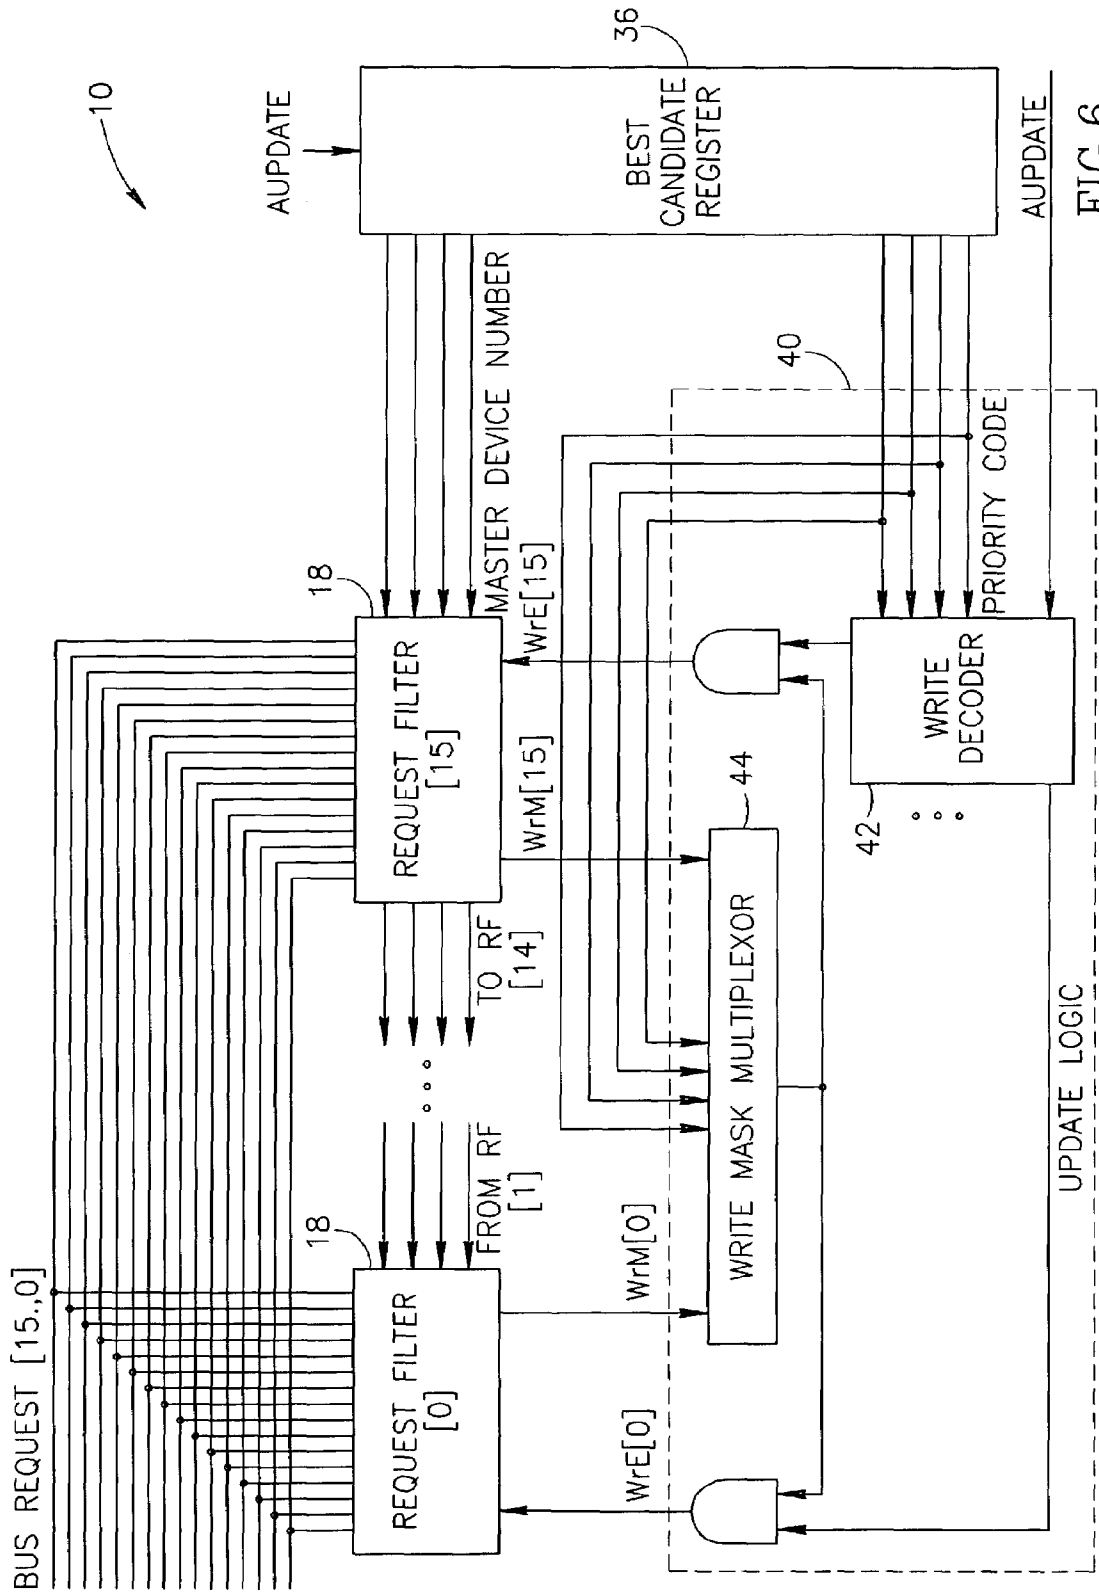 BUS REQUEST [15.,0]
10
AUPDATE
36
BEST
CANDIDATE
REGISTER
MASTER DEVICE NUMBER
18
REQUEST FILTER
[15]
TO RF
[14]
FROM RF
[1]
18
REQUEST FILTER
[0]
WrE[15]
WrM[15]
WrM[0]
WrE[0]
40
PRIORITY CODE
44
WRITE MASK MULTIPLEXOR
WRITE
DECODER
42
UPDATE LOGIC
AUPDATE
FIG.6